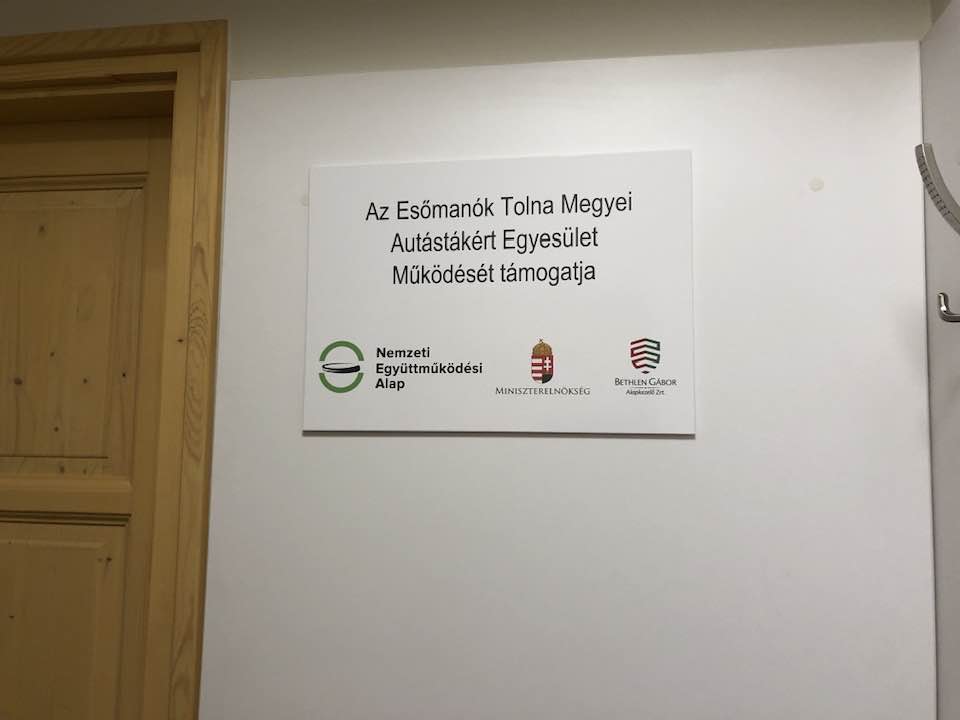 Az Esőmanók Tolna Megyei
Autástákért Egyesület
Működését támogatja
Nemzeti
Együttműködési
Alap
MINISZTERELNÖKSÉG
BETHLEN GÁBOR
Alapkezelő Zrt.